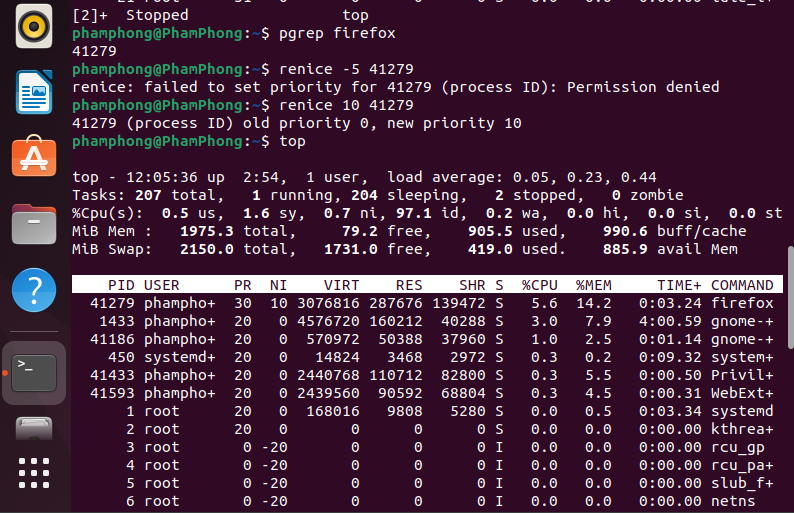 [2]+  Stopped                 top
phamphong@PhamPhong:~$ pgrep firefox
41279
phamphong@PhamPhong:~$ renice -5 41279
renice: failed to set priority for 41279 (process ID): Permission denied
phamphong@PhamPhong:~$ renice 10 41279
41279 (process ID) old priority 0, new priority 10
phamphong@PhamPhong:~$ top
top - 12:05:36 up  2:54,  1 user,  load average: 0.05, 0.23, 0.44
Tasks: 207 total,   1 running, 204 sleeping,   2 stopped,   0 zombie
%Cpu(s):  0.5 us,  1.6 sy,  0.7 ni, 97.1 id,  0.2 wa,  0.0 hi,  0.0 si,  0.0 st
MiB Mem :   1975.3 total,     79.2 free,    905.5 used,    990.6 buff/cache
MiB Swap:   2150.0 total,   1731.0 free,    419.0 used.    885.9 avail Mem
PID USER      PR  NI    VIRT    RES    SHR S  %CPU  %MEM     TIME+ COMMAND
41279 phampho+  30  10 3076816 287676 139472 S   5.6  14.2   0:03.24 firefox
1433 phampho+  20   0 4576720 160212  40288 S   3.0   7.9   4:00.59 gnome-+
41186 phampho+  20   0  570972  50388  37960 S   1.0   2.5   0:01.14 gnome-+
450 systemd+  20   0   14824   3468   2972 S   0.3   0.2   0:09.32 system+
41433 phampho+  20   0 2440768 110712  82800 S   0.3   5.5   0:00.50 Privil+
41593 phampho+  20   0 2439560  90592  68804 S   0.3   4.5   0:00.31 WebExt+
1 root      20   0  168016   9808   5280 S   0.0   0.5   0:03.34 systemd
2 root      20   0       0      0      0 S   0.0   0.0   0:00.00 kthrea+
3 root       0 -20       0      0      0 I   0.0   0.0   0:00.00 rcu_gp
4 root       0 -20       0      0      0 I   0.0   0.0   0:00.00 rcu_pa+
5 root       0 -20       0      0      0 I   0.0   0.0   0:00.00 slub_f+
6 root       0 -20       0      0      0 I   0.0   0.0   0:00.00 netns